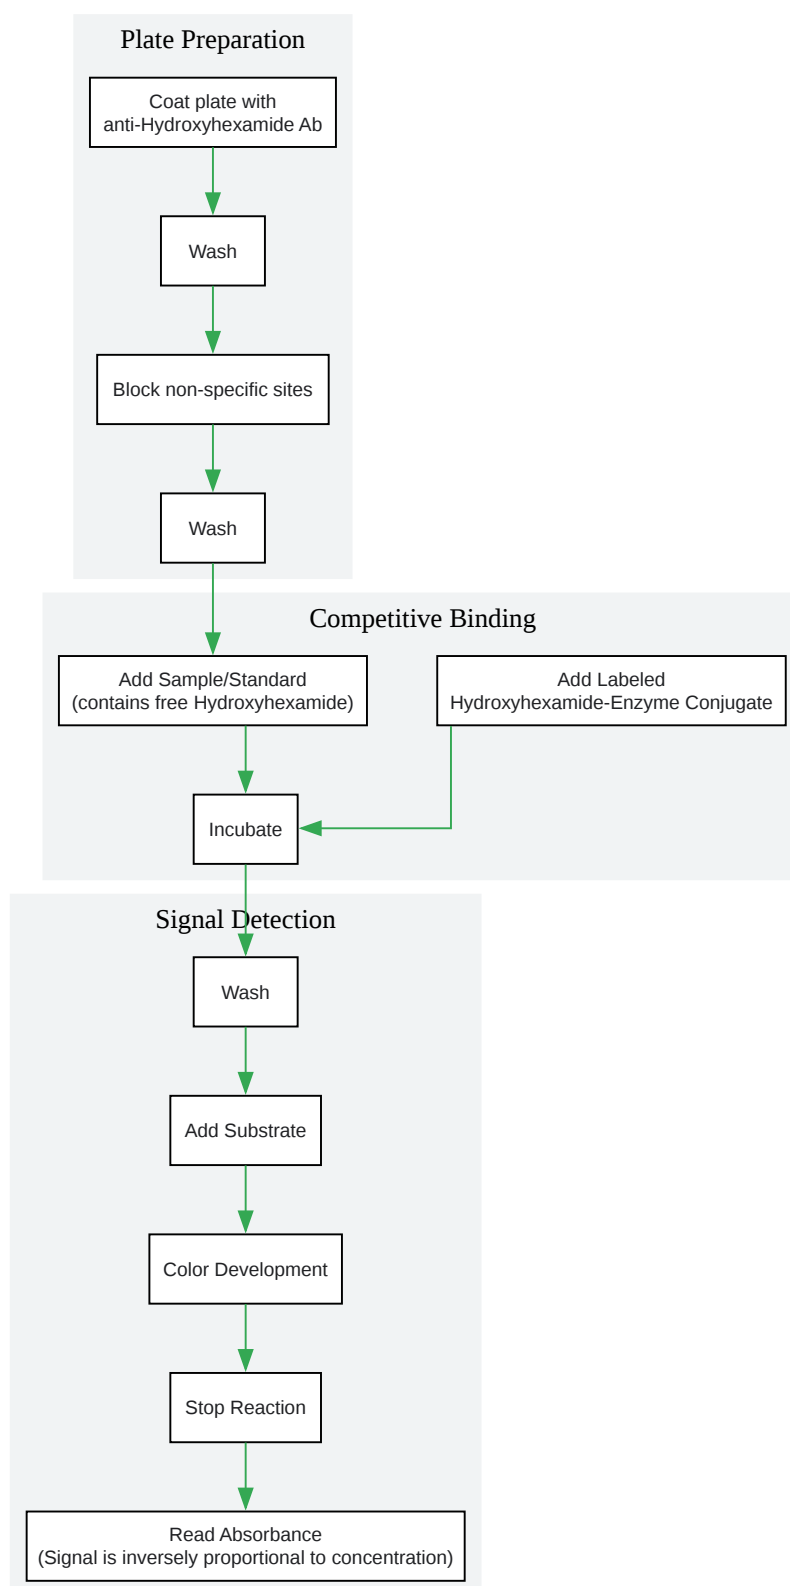 Plate Preparation
Coat plate with
anti-Hydroxyhexamide Ab
Wash
Block non-specific sites
Wash
Competitive Binding
Add Sample/Standard
(contains free Hydroxyhexamide)
Add Labeled
Hydroxyhexamide-Enzyme Conjugate
Incubate
Signal Detection
Wash
Add Substrate
Color Development
Stop Reaction
Read Absorbance
(Signal is inversely proportional to concentration)